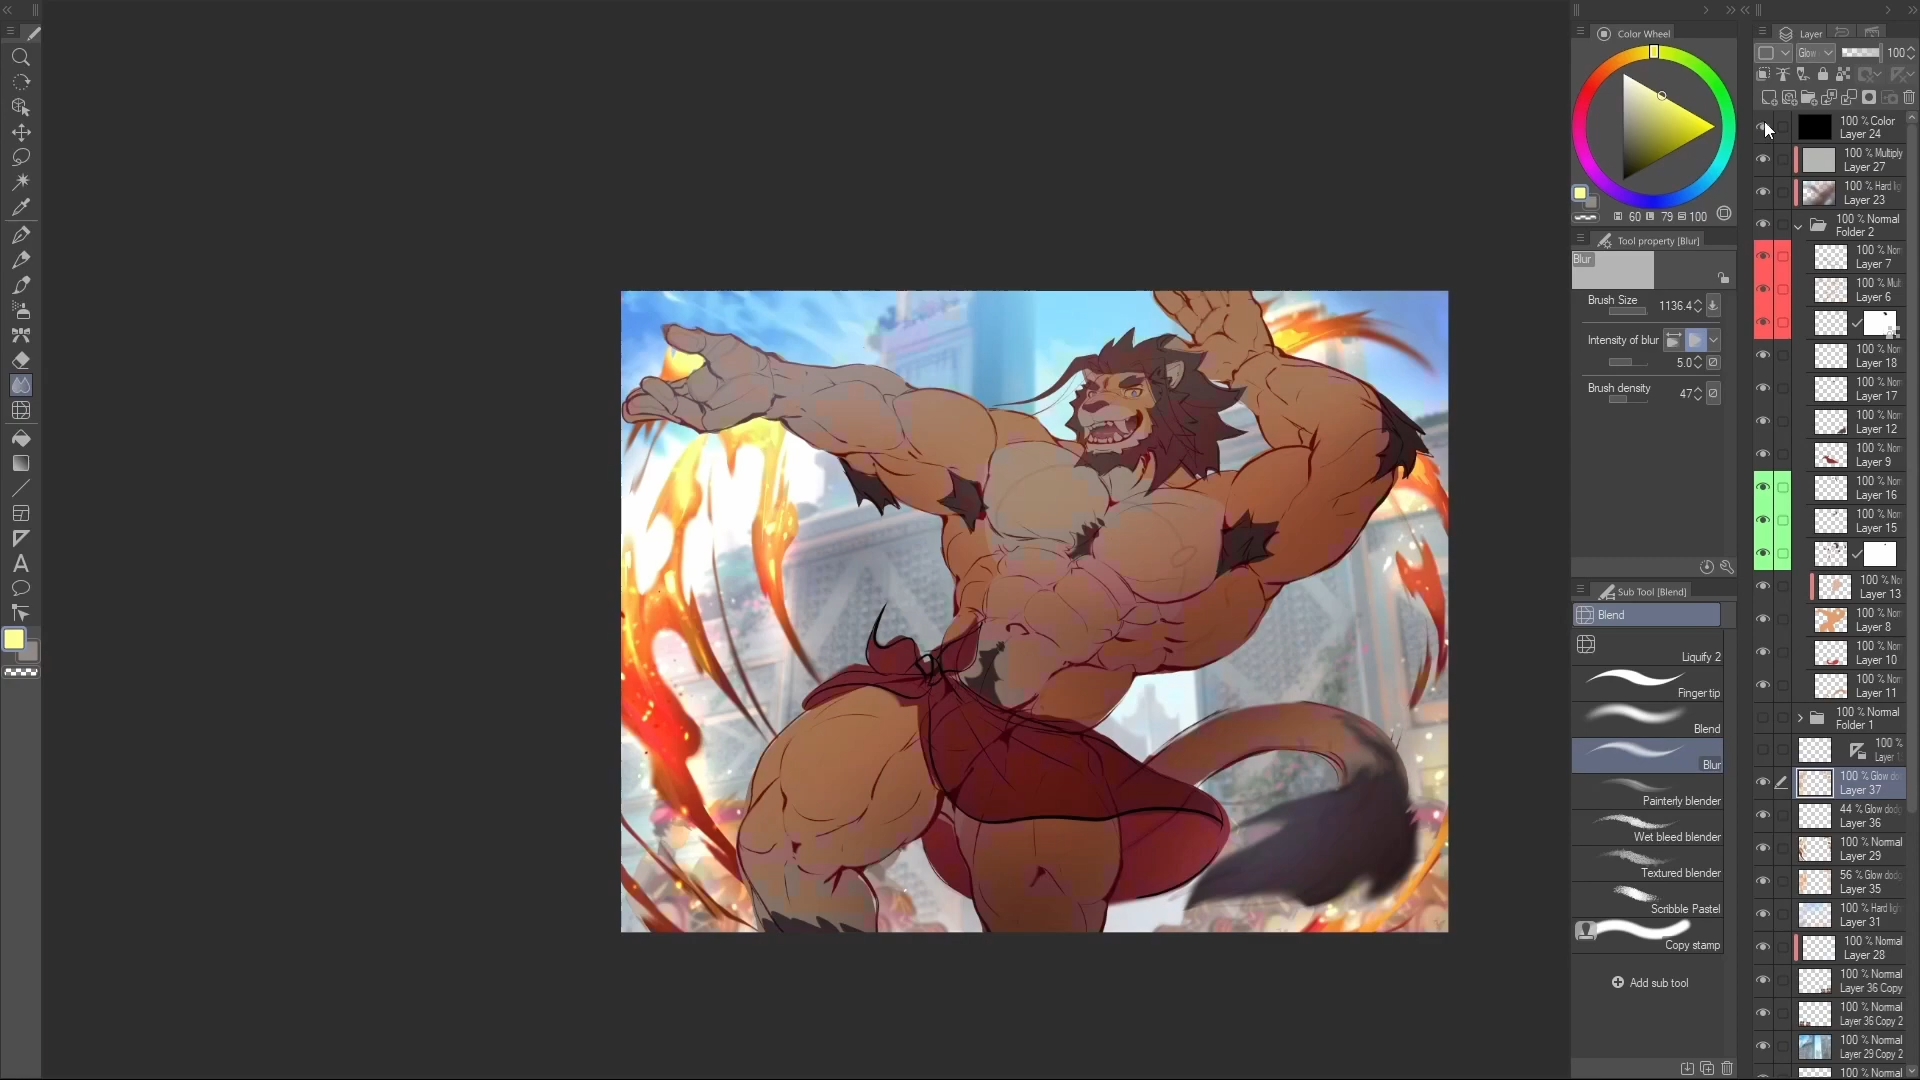 Color Wheel
Layer
Glow
100
60
79
100
Tool property [Blur]
Blur
Brush Size
1136.4
Intensity of blur
5.0
Brush density
47
Sub Tool [Blend]
Blend
Liquify 2
Finger tip
Blend
Blur
Painterly blender
Wet bleed blender
Textured blender
Scribble Pastel
Copy stamp
Add sub tool
100 % Color
Layer 24
100 % Multiply
Layer 27
100 % Hard lig
Layer 23
100 % Normal
Folder 2
100 % Nor
Layer 7
100 % Mul
Layer 6
100 % Nor
Layer 18
100 % Nor
Layer 17
100 % Nor
Layer 12
100 % Nor
Layer 9
100 % Nor
Layer 16
100 % Nor
Layer 15
100 % No
Layer 13
100 % Nor
Layer 8
100 % Nor
Layer 10
100 % Nor
Layer 11
100 % Normal
Folder 1
100 %
Layer 1
100 % Glow do
Layer 37
44 % Glow dodg
Layer 36
100 % Normal
Layer 29
56 % Glow dodg
Layer 35
100 % Hard ligh
Layer 31
100 % Normal
Layer 28
100 % Normal
Layer 36 Copy
100 % Normal
Layer 36 Copy 2
100 % Normal
Layer 29 Copy 2
100 % Normal